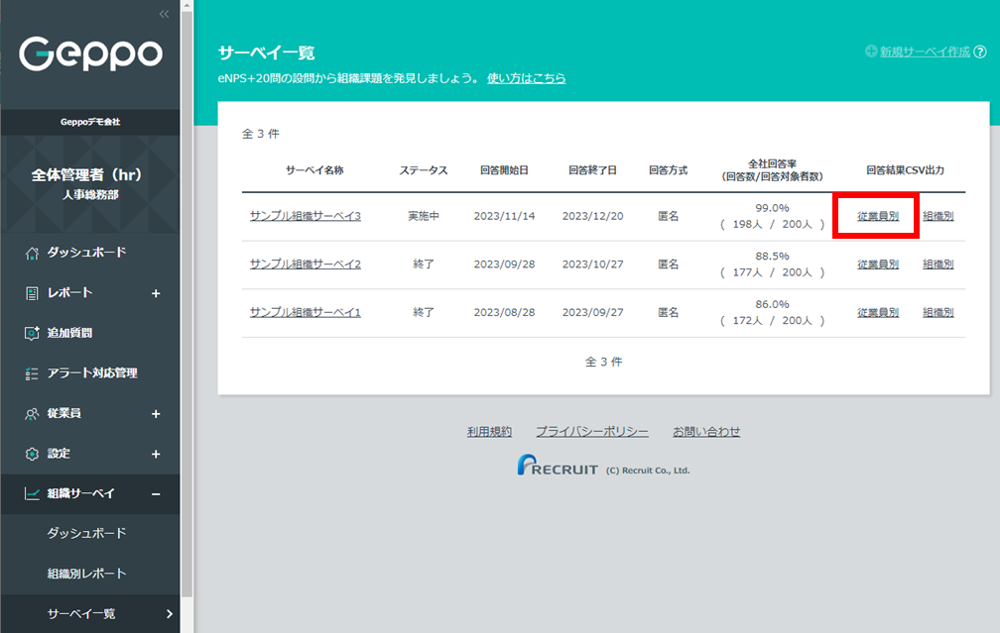 Geppo
Geppoデモ会社
全体管理者（hr）
人事総務部
ダッシュボード
レポート +
追加質問
アラート対応管理
従業員 +
設定 +
組織サーベイ −
ダッシュボード
組織別レポート
サーベイ一覧
サーベイ一覧
eNPS+20問の設問から組織課題を発見しましょう。 使い方はこちら
新規サーベイ作成 ?
全 3 件
サーベイ名称 ステータス 回答開始日 回答終了日 回答方式 全社回答率 回答結果CSV出力
(回答数/回答対象者数)
サンプル組織サーベイ3 実施中 2023/11/14 2023/12/20 匿名 99.0% 従業員別 組織別
( 198人 / 200人 )
サンプル組織サーベイ2 終了 2023/09/28 2023/10/27 匿名 88.5% 従業員別 組織別
( 177人 / 200人 )
サンプル組織サーベイ1 終了 2023/08/28 2023/09/27 匿名 86.0% 従業員別 組織別
( 172人 / 200人 )
全 3 件
利用規約 プライバシーポリシー お問い合わせ
RECRUIT (C) Recruit Co., Ltd.